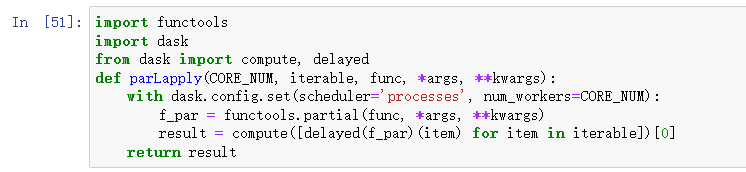 In [51]: import functools
import dask
from dask import compute, delayed
def parLapply(CORE_NUM, iterable, func, *args, **kwargs):
    with dask.config.set(scheduler='processes', num_workers=CORE_NUM):
        f_par = functools.partial(func, *args, **kwargs)
        result = compute([delayed(f_par)(item) for item in iterable])[0]
    return result